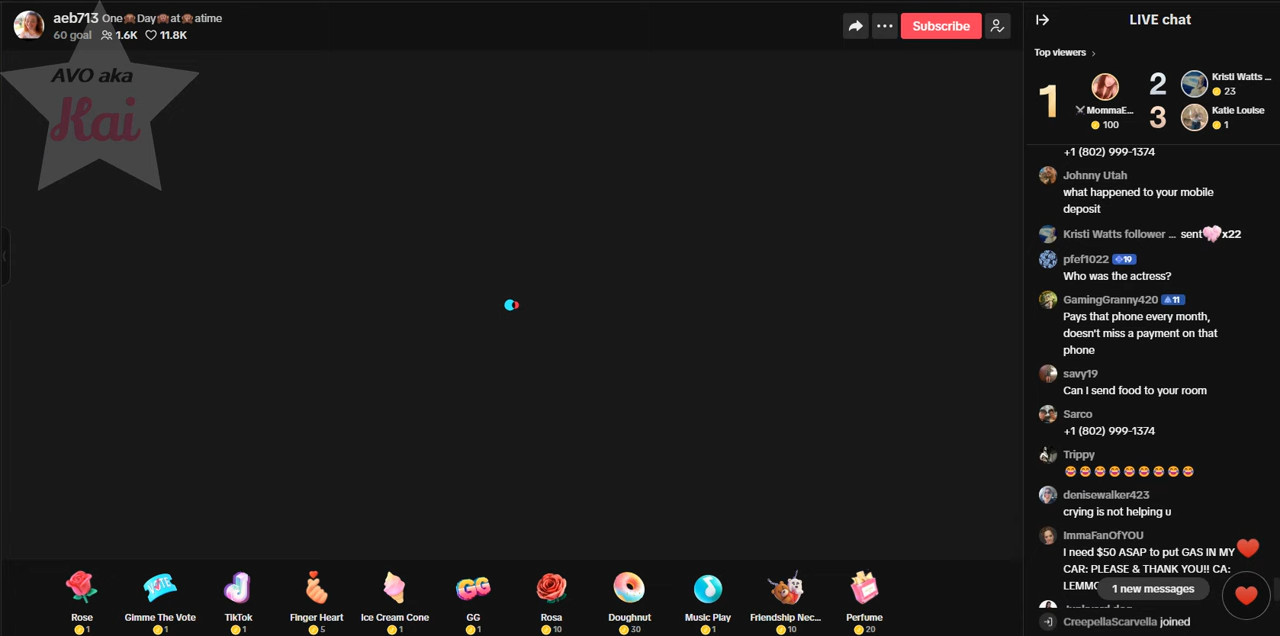 aeb713 One🙈Day🙈at🙈atime
60 goal 1.6K 11.8K
AVO aka
Kai
Subscribe
LIVE chat
Top viewers
1
MommaE...
100
2
Kristi Watts ...
23
3
Katie Louise
1
+1 (802) 999-1374
Johnny Utah
what happened to your mobile
deposit
Kristi Watts follower ... sent x22
pfef1022 19
Who was the actress?
GamingGranny420 11
Pays that phone every month,
doesn't miss a payment on that
phone
savy19
Can I send food to your room
Sarco
+1 (802) 999-1374
Trippy
denisewalker423
crying is not helping u
ImmaFanOfYOU
I need $50 ASAP to put GAS IN MY
CAR: PLEASE & THANK YOU!! CA:
1 new messages
CreepellaScarvella joined
Rose
1
VOTE
Gimme The Vote
1
TikTok
1
Finger Heart
5
Ice Cream Cone
1
GG
GG
1
Rosa
10
Doughnut
30
Music Play
1
Friendship Nec...
10
Perfume
20